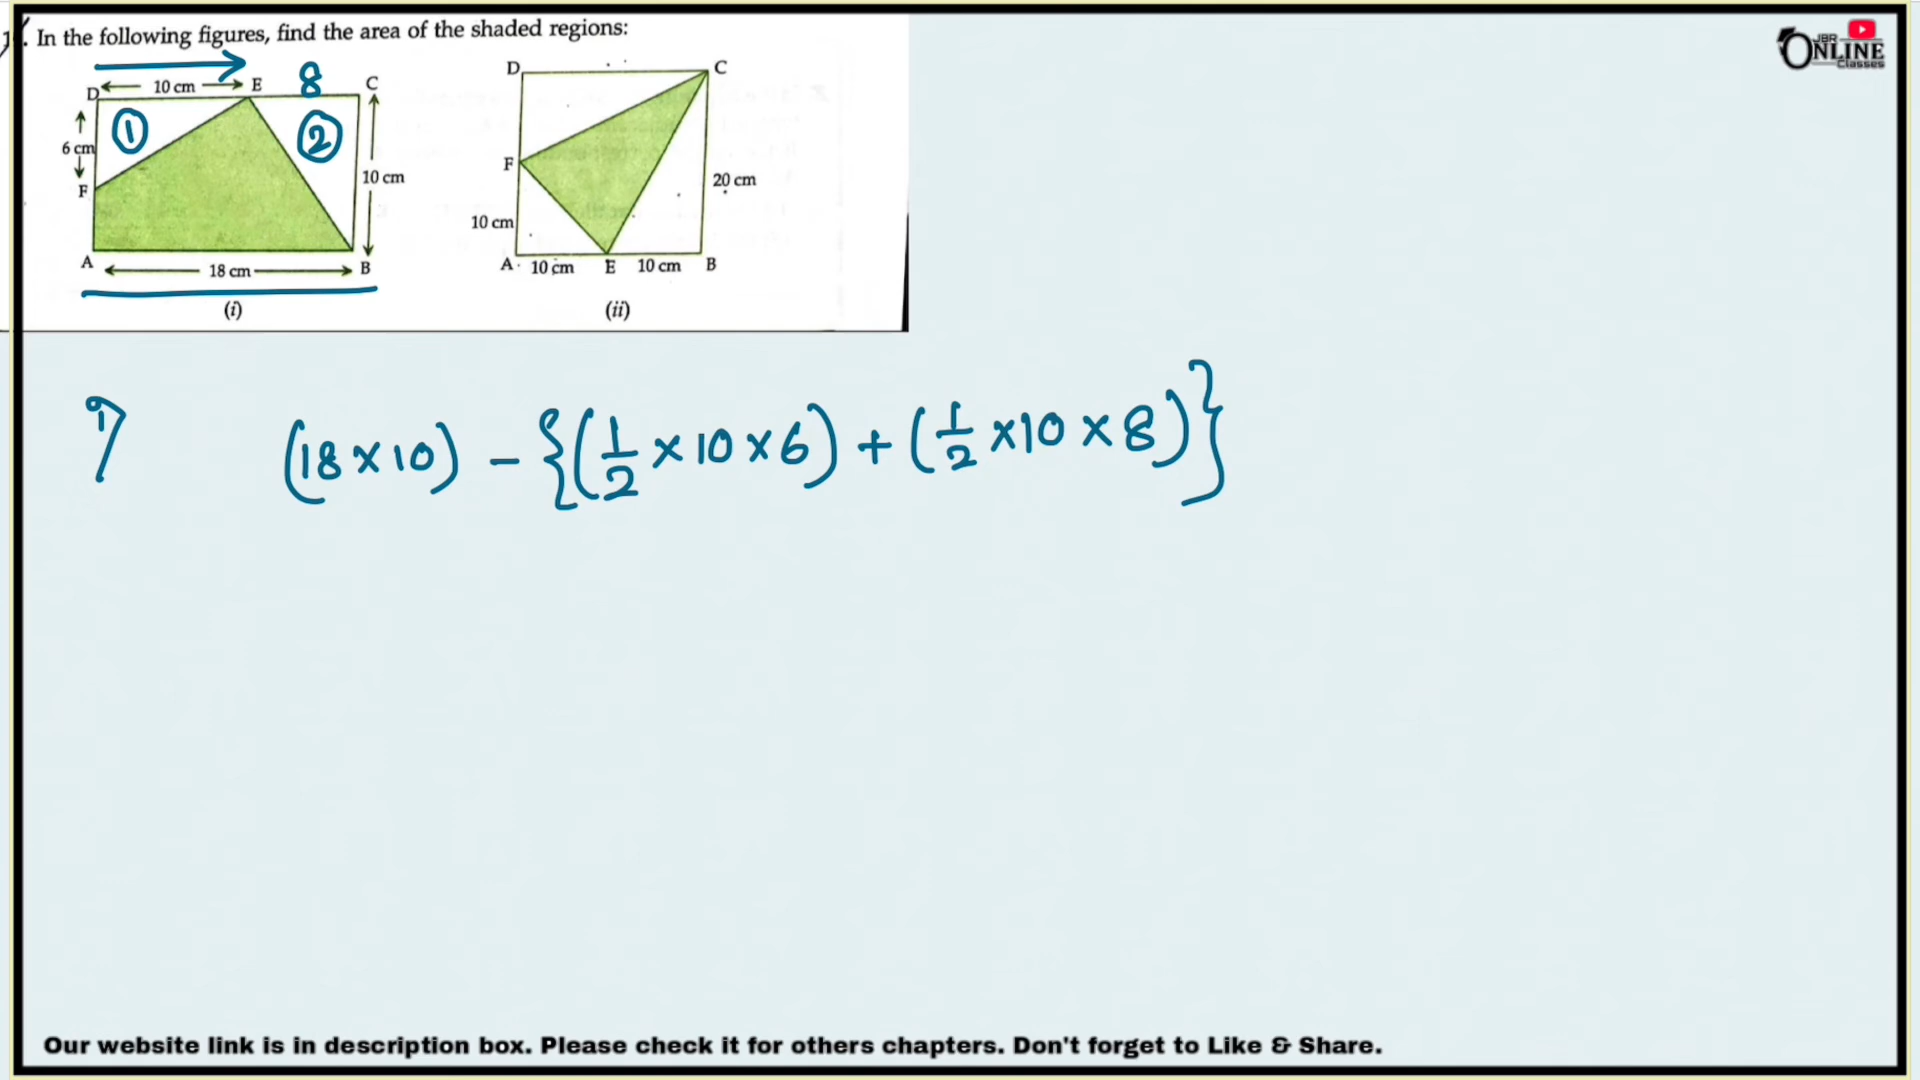 1. In the following figures, find the area of the shaded regions:
D 10 cm E 8 C
1 2
6 cm
F
10 cm
A 18 cm B
(i)
D C
F
20 cm
10 cm
A 10 cm E 10 cm B
(ii)
JBR
ONLINE
Classes
i) (18 × 10) - {(1/2 × 10 × 6) + (1/2 × 10 × 8)}
Our website link is in description box. Please check it for others chapters. Don't forget to Like & Share.